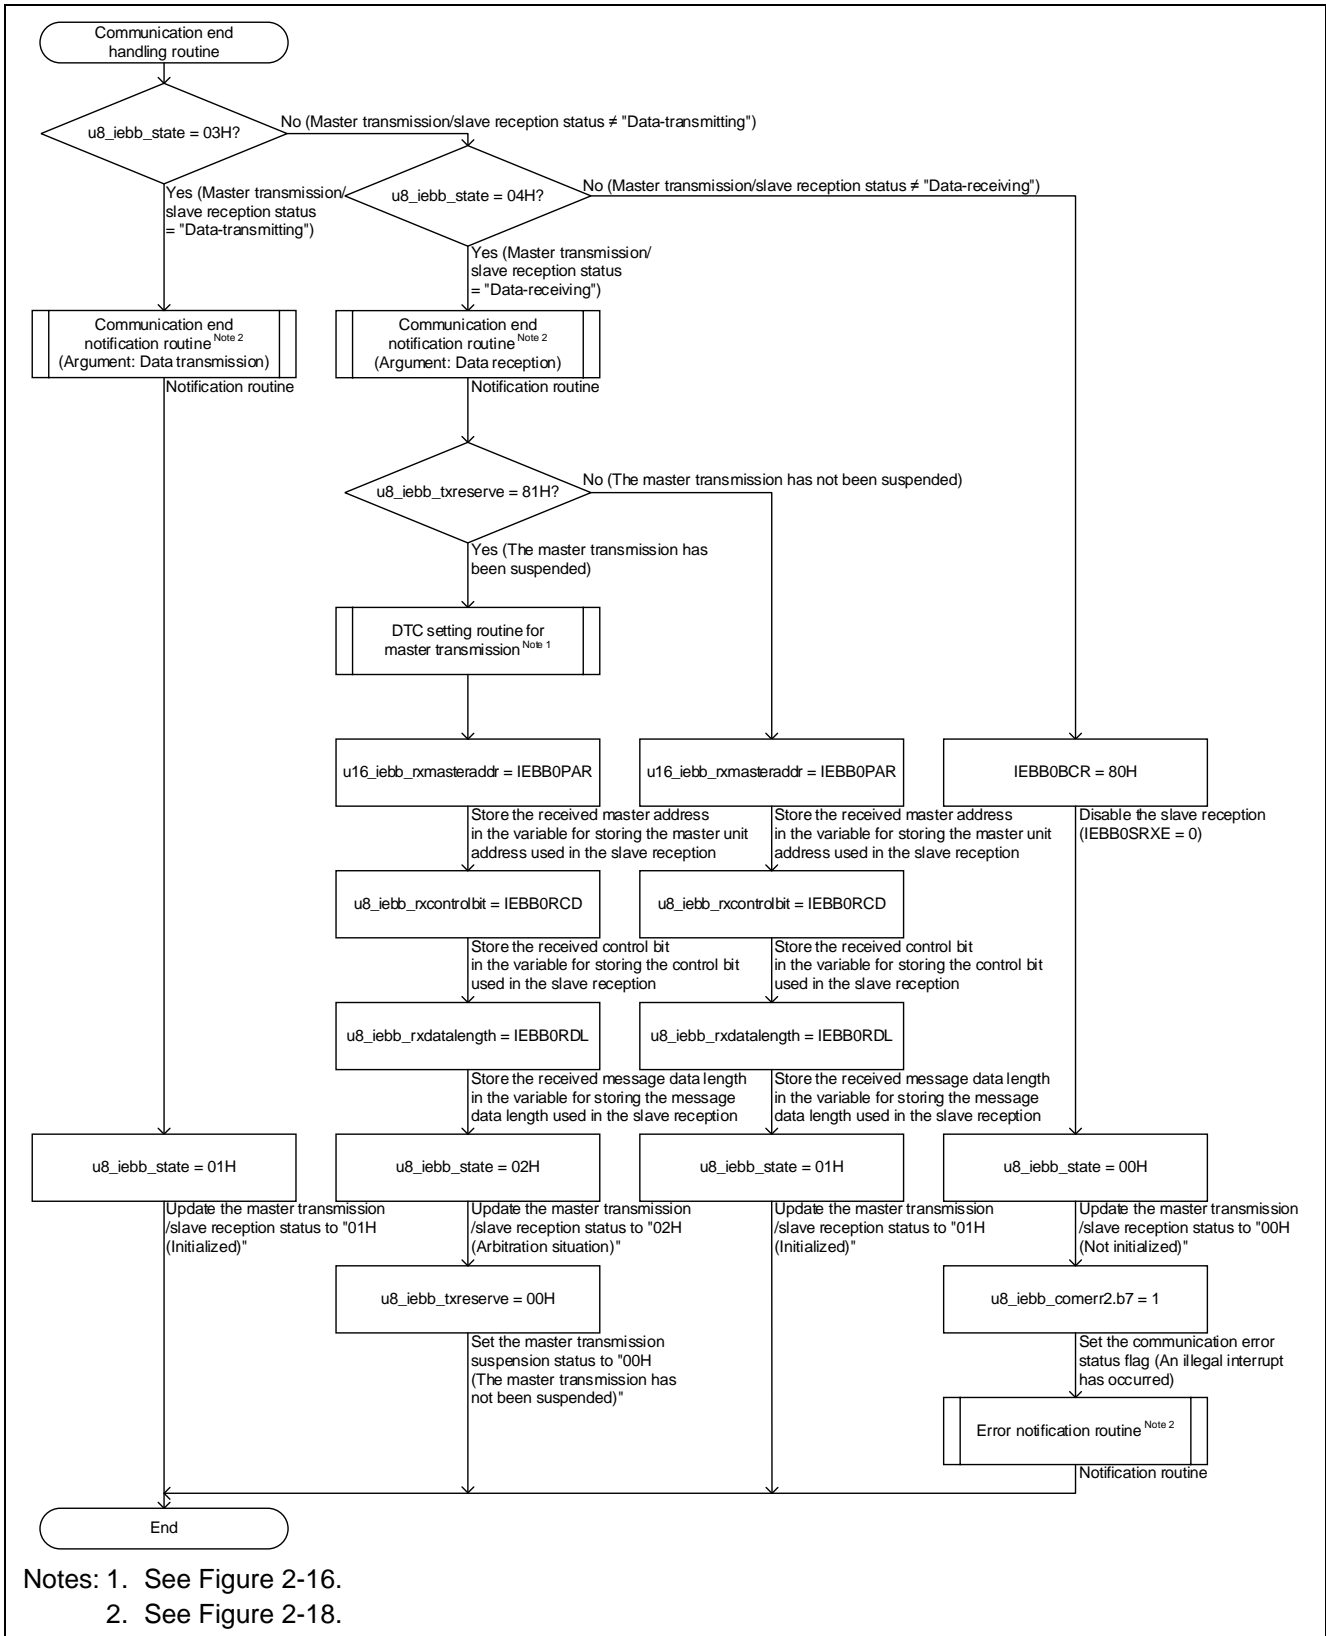 Communication end
handling routine
u8_iebb_state = 03H?
No (Master transmission/slave reception status ≠ "Data-transmitting")
Yes (Master transmission/
slave reception status
= "Data-transmitting")
u8_iebb_state = 04H?
No (Master transmission/slave reception status ≠ "Data-receiving")
Yes (Master transmission/
slave reception status
= "Data-receiving")
Communication end
notification routine Note 2
(Argument: Data transmission)
Notification routine
Communication end
notification routine Note 2
(Argument: Data reception)
Notification routine
u8_iebb_txreserve = 81H?
No (The master transmission has not been suspended)
Yes (The master transmission has
been suspended)
DTC setting routine for
master transmission Note 1
u16_iebb_rxmasteraddr = IEBB0PAR
Store the received master address
in the variable for storing the master unit
address used in the slave reception
u16_iebb_rxmasteraddr = IEBB0PAR
Store the received master address
in the variable for storing the master unit
address used in the slave reception
IEBB0BCR = 80H
Disable the slave reception
(IEBB0SRXE = 0)
u8_iebb_rxcontrolbit = IEBB0RCD
Store the received control bit
in the variable for storing the control bit
used in the slave reception
u8_iebb_rxcontrolbit = IEBB0RCD
Store the received control bit
in the variable for storing the control bit
used in the slave reception
u8_iebb_rxdatalength = IEBB0RDL
Store the received message data length
in the variable for storing the message
data length used in the slave reception
u8_iebb_rxdatalength = IEBB0RDL
Store the received message data length
in the variable for storing the message
data length used in the slave reception
u8_iebb_state = 01H
Update the master transmission
/slave reception status to "01H
(Initialized)"
u8_iebb_state = 02H
Update the master transmission
/slave reception status to "02H
(Arbitration situation)"
u8_iebb_state = 01H
Update the master transmission
/slave reception status to "01H
(Initialized)"
u8_iebb_state = 00H
Update the master transmission
/slave reception status to "00H
(Not initialized)"
u8_iebb_txreserve = 00H
Set the master transmission
suspension status to "00H
(The master transmission has
not been suspended)"
u8_iebb_comerr2.b7 = 1
Set the communication error
status flag (An illegal interrupt
has occurred)
Error notification routine Note 2
Notification routine
End
Notes: 1. See Figure 2-16.
2. See Figure 2-18.